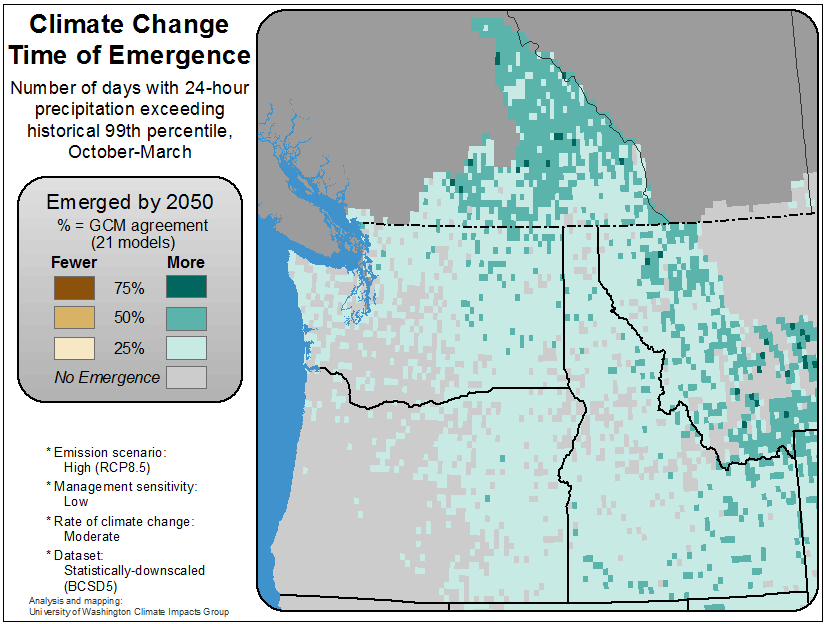 Climate Change
Time of Emergence
Number of days with 24-hour
precipitation exceeding
historical 99th percentile,
October-March
Emerged by 2050
% = GCM agreement
(21 models)
Fewer More
75%
50%
25%
No Emergence
* Emission scenario:
High (RCP8.5)
* Management sensitivity:
Low
* Rate of climate change:
Moderate
* Dataset:
Statistically-downscaled
(BCSD5)
Analysis and mapping:
University of Washington Climate Impacts Group